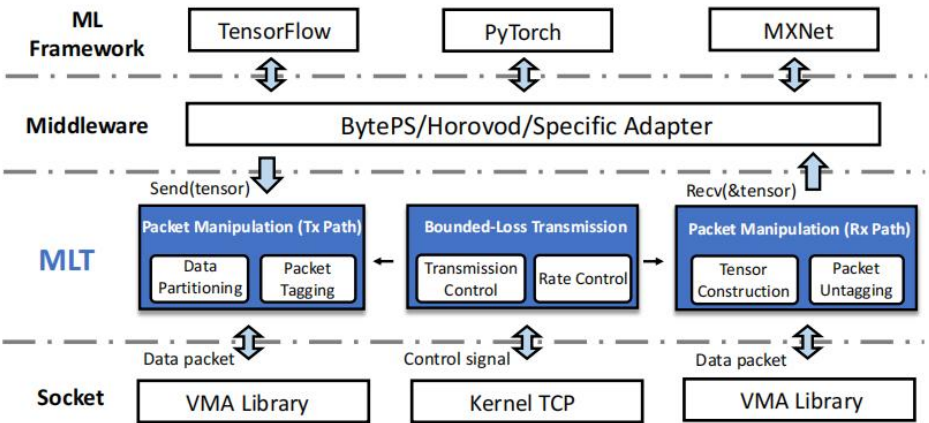 ML
Framework
TensorFlow
PyTorch
MXNet
Middleware
BytePS/Horovod/Specific Adapter
Send(tensor)
Recv(&tensor)
MLT
Packet Manipulation (Tx Path)
Data
Partitioning
Packet
Tagging
Bounded-Loss Transmission
Transmission
Control
Rate Control
Packet Manipulation (Rx Path)
Tensor
Construction
Packet
Untagging
Data packet
Control signal
Data packet
Socket
VMA Library
Kernel TCP
VMA Library